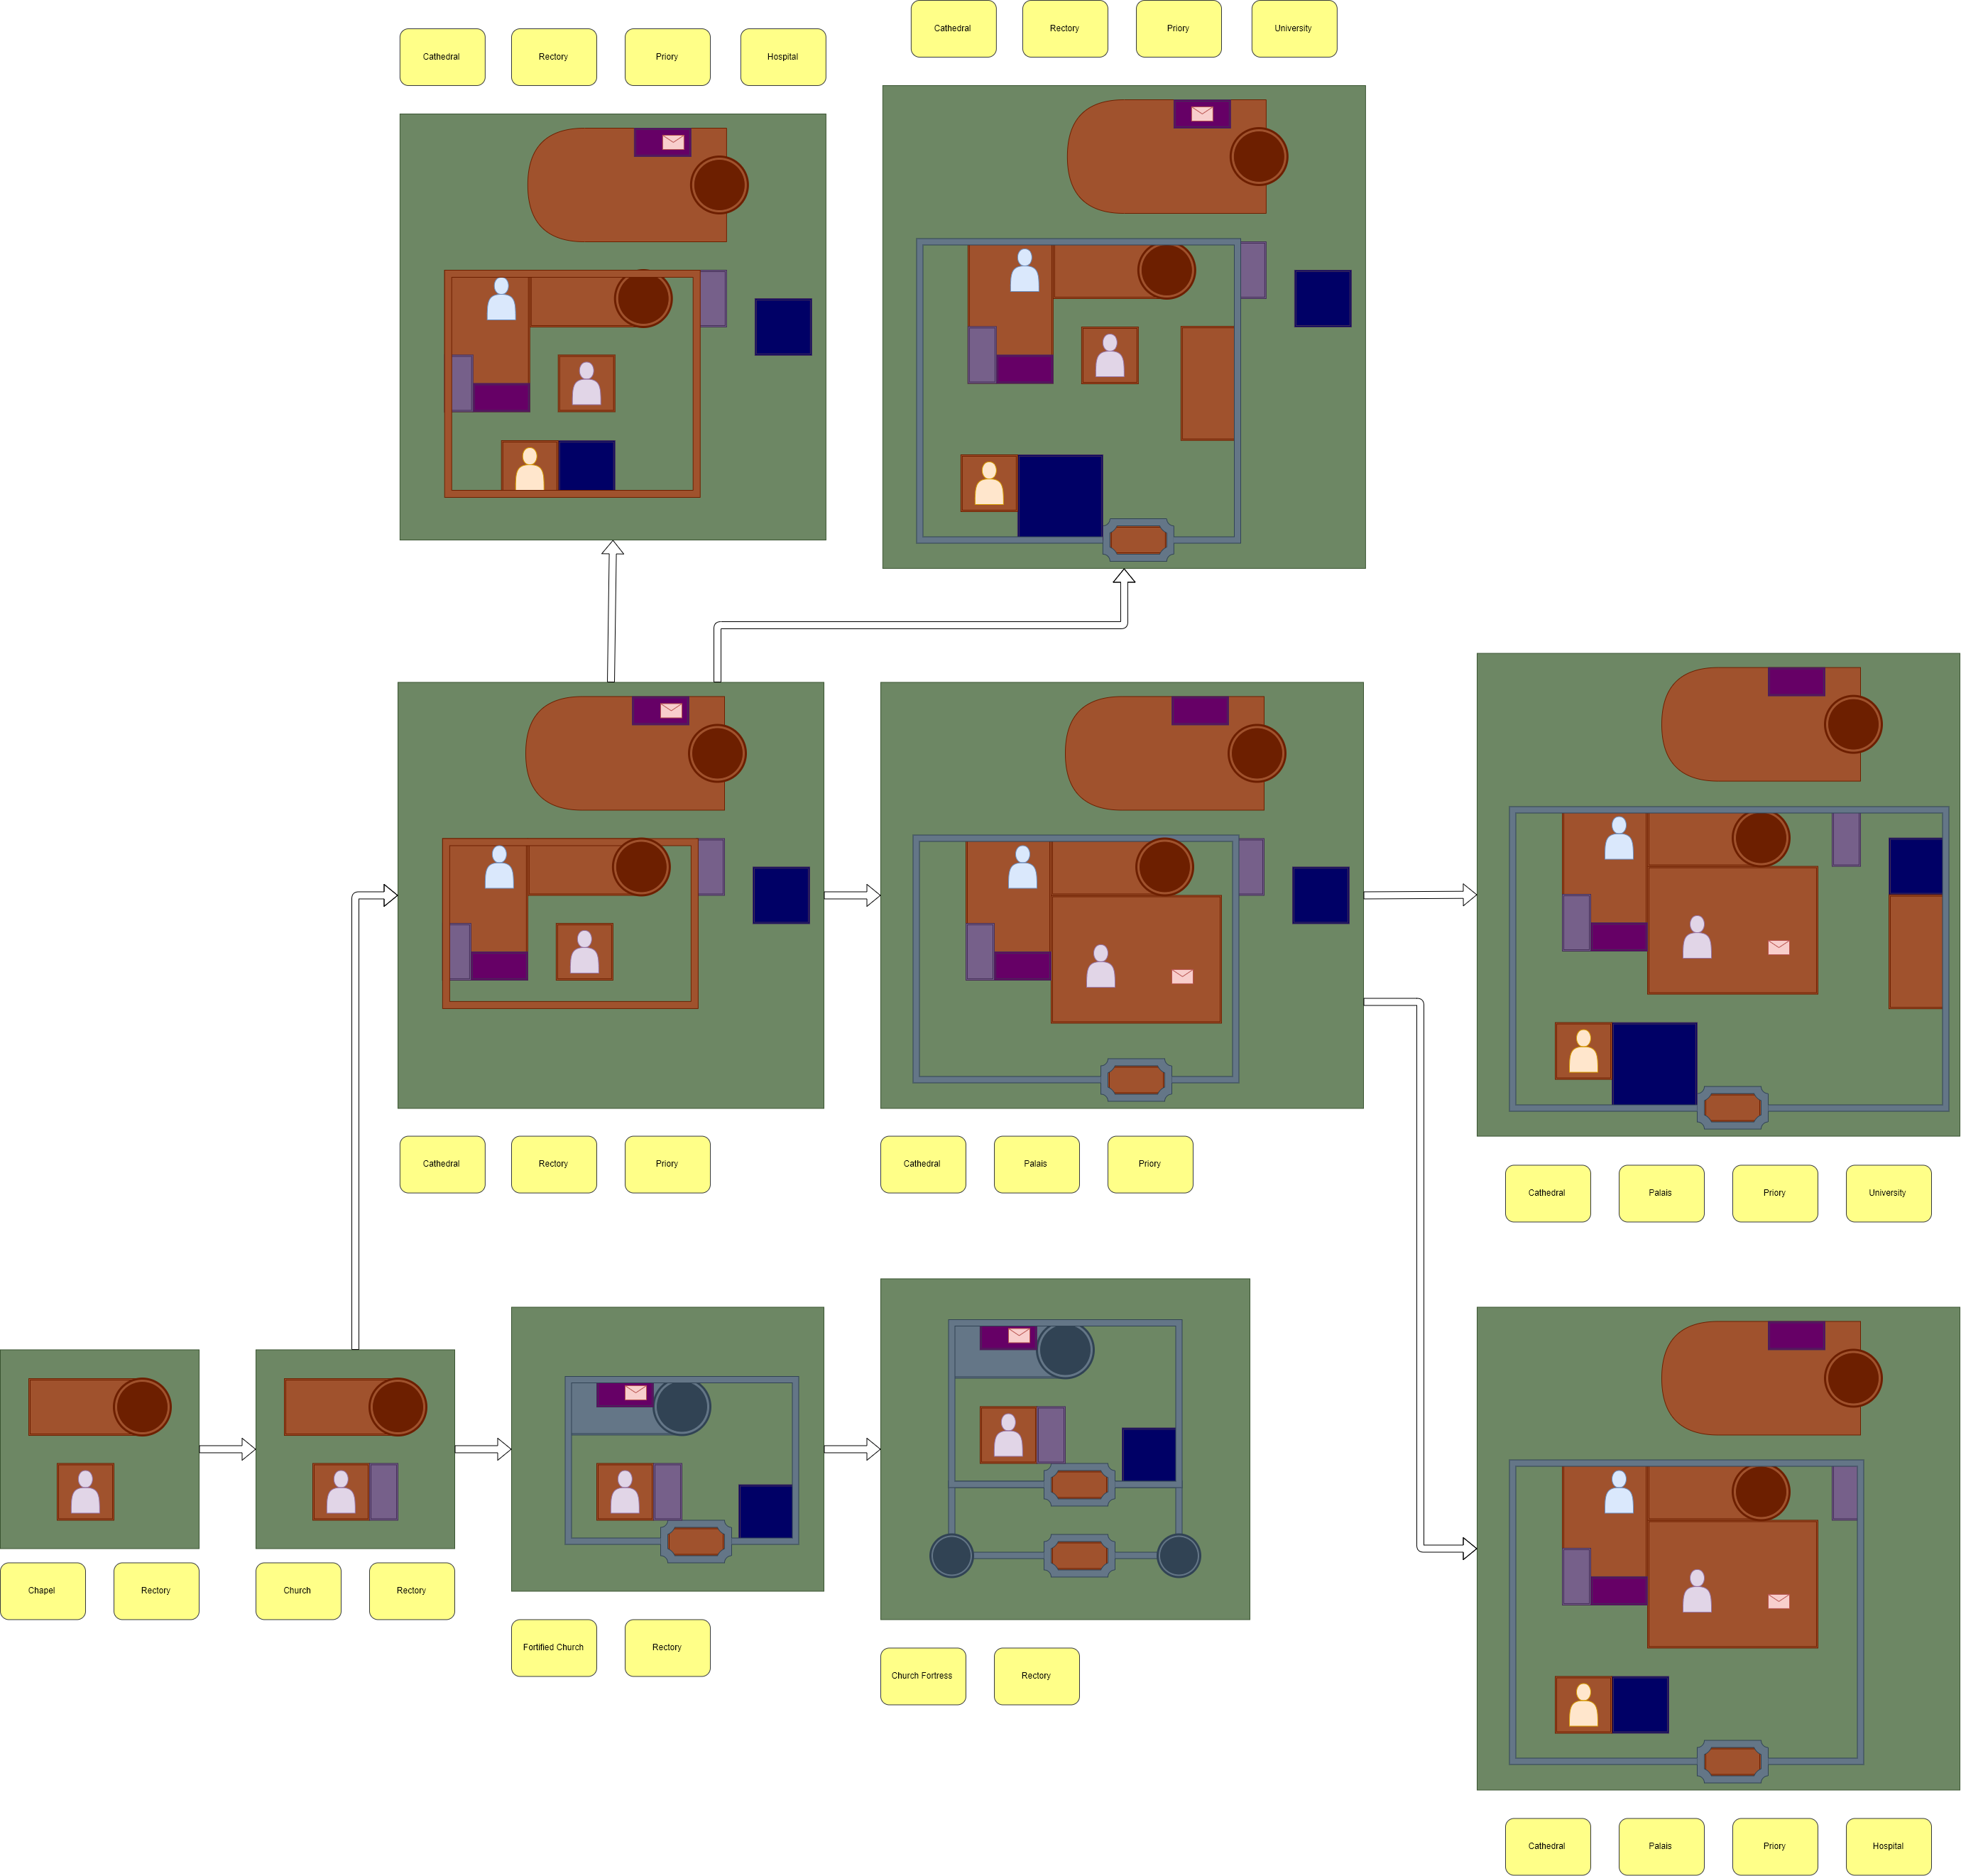 Cathedral
Rectory
Priory
University
Cathedral
Rectory
Priory
Hospital
Cathedral
Rectory
Priory
Cathedral
Palais
Priory
Cathedral
Palais
Priory
University
Chapel
Rectory
Church
Rectory
Fortified Church
Rectory
Church Fortress
Rectory
Cathedral
Palais
Priory
Hospital